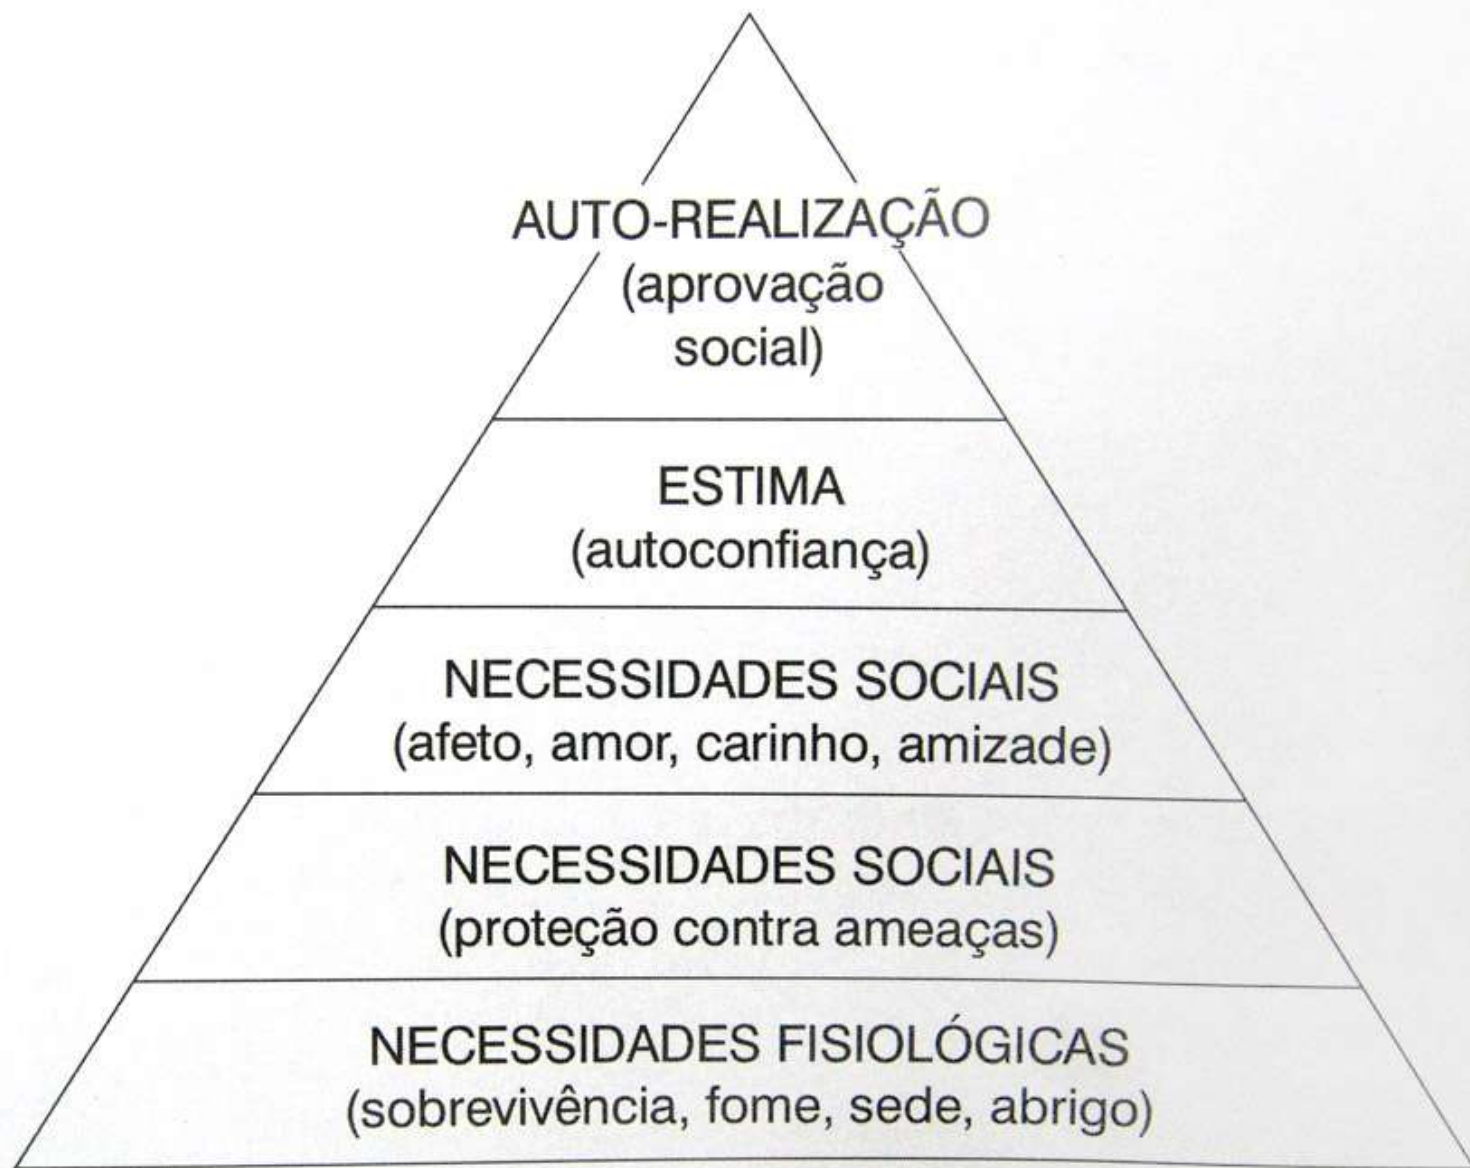 AUTO-REALIZAÇÃO
(aprovação
social)
ESTIMA
(autoconfiança)
NECESSIDADES SOCIAIS
(afeto, amor, carinho, amizade)
NECESSIDADES SOCIAIS
(proteção contra ameaças)
NECESSIDADES FISIOLÓGICAS
(sobrevivência, fome, sede, abrigo)